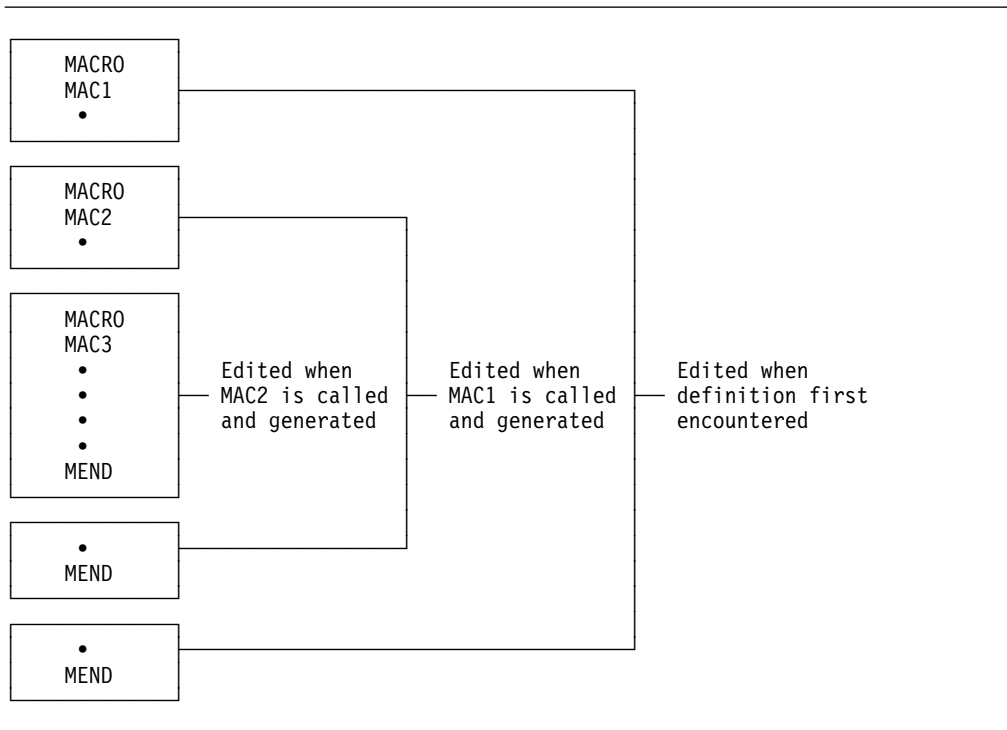 MACRO
MAC1
•
MACRO
MAC2
•
MACRO
MAC3
•
•
•
•
MEND
Edited when
MAC2 is called
and generated
Edited when
MAC1 is called
and generated
Edited when
definition first
encountered
•
MEND
•
MEND